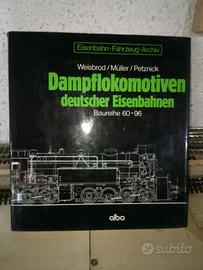 Eisenbahn-Fahrzeug-Archiv
Weisbrod / Müller / Petznick
Dampflokomotiven
deutscher Eisenbahnen
Baureihe 60-96
alba
subito